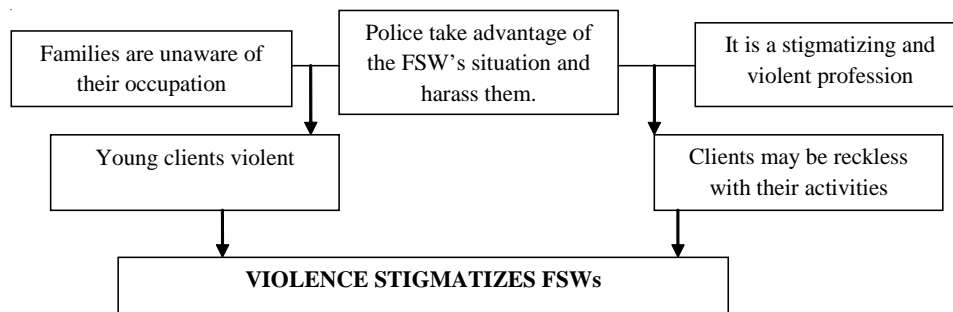 Families are unaware of
their occupation
Police take advantage of
the FSW’s situation and
harass them.
It is a stigmatizing and
violent profession
Young clients violent
Clients may be reckless
with their activities
VIOLENCE STIGMATIZES FSWs